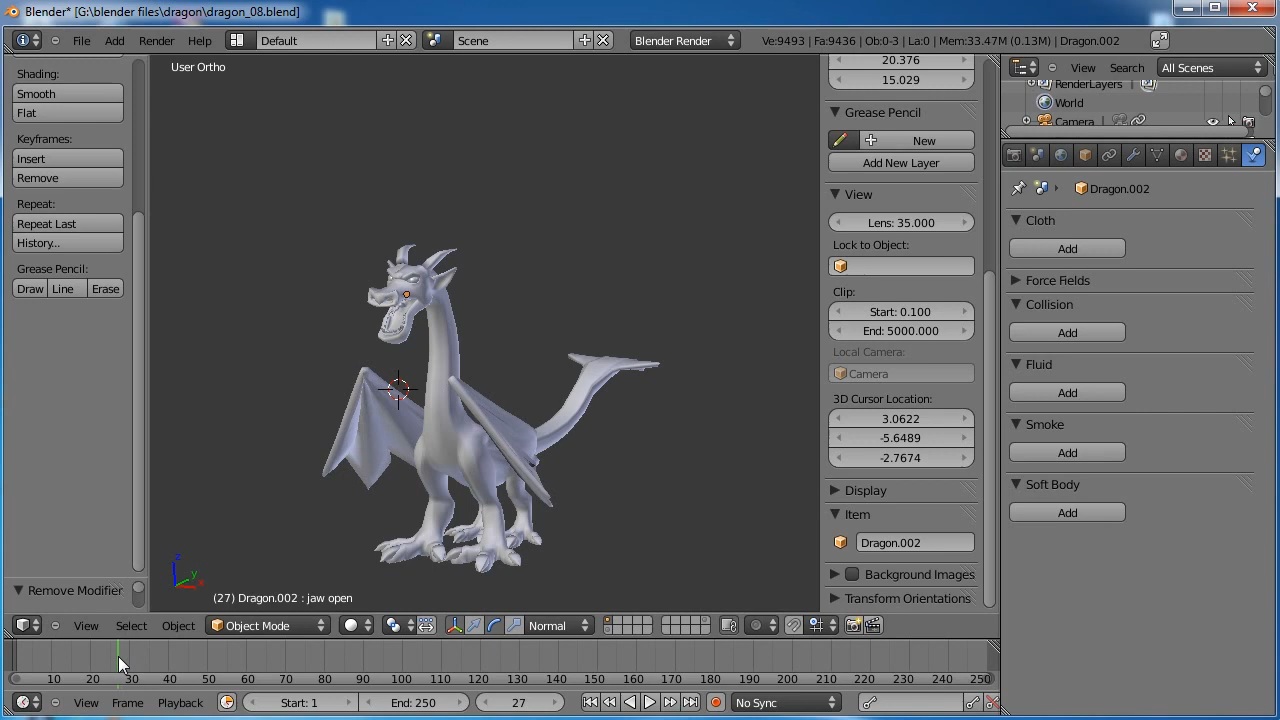 Blender* [G:\blender files\dragon\dragon_08.blend]
File Add Render Help Default Scene Blender Render Ve:9493 | Fa:9436 | Ob:0-3 | La:0 | Mem:33.47M (0.13M) | Dragon.002
Shading:
Smooth
Flat
Keyframes:
Insert
Remove
Repeat:
Repeat Last
History...
Grease Pencil:
Draw Line Erase
Remove Modifier
User Ortho
z
y
x
(27) Dragon.002 : jaw open
20.376
15.029
Grease Pencil
New
Add New Layer
View
Lens: 35.000
Lock to Object:
Clip:
Start: 0.100
End: 5000.000
Local Camera:
Camera
3D Cursor Location:
3.0622
-5.6489
-2.7674
Display
Item
Dragon.002
Background Images
Transform Orientations
View Search All Scenes
RenderLayers
World
Camera
Dragon.002
Cloth
Add
Force Fields
Collision
Add
Fluid
Add
Smoke
Add
Soft Body
Add
View Select Object Object Mode Normal
10 20 30 40 50 60 70 80 90 100 110 120 130 140 150 160 170 180 190 200 210 220 230 240 250
View Frame Playback Start: 1 End: 250 27 No Sync